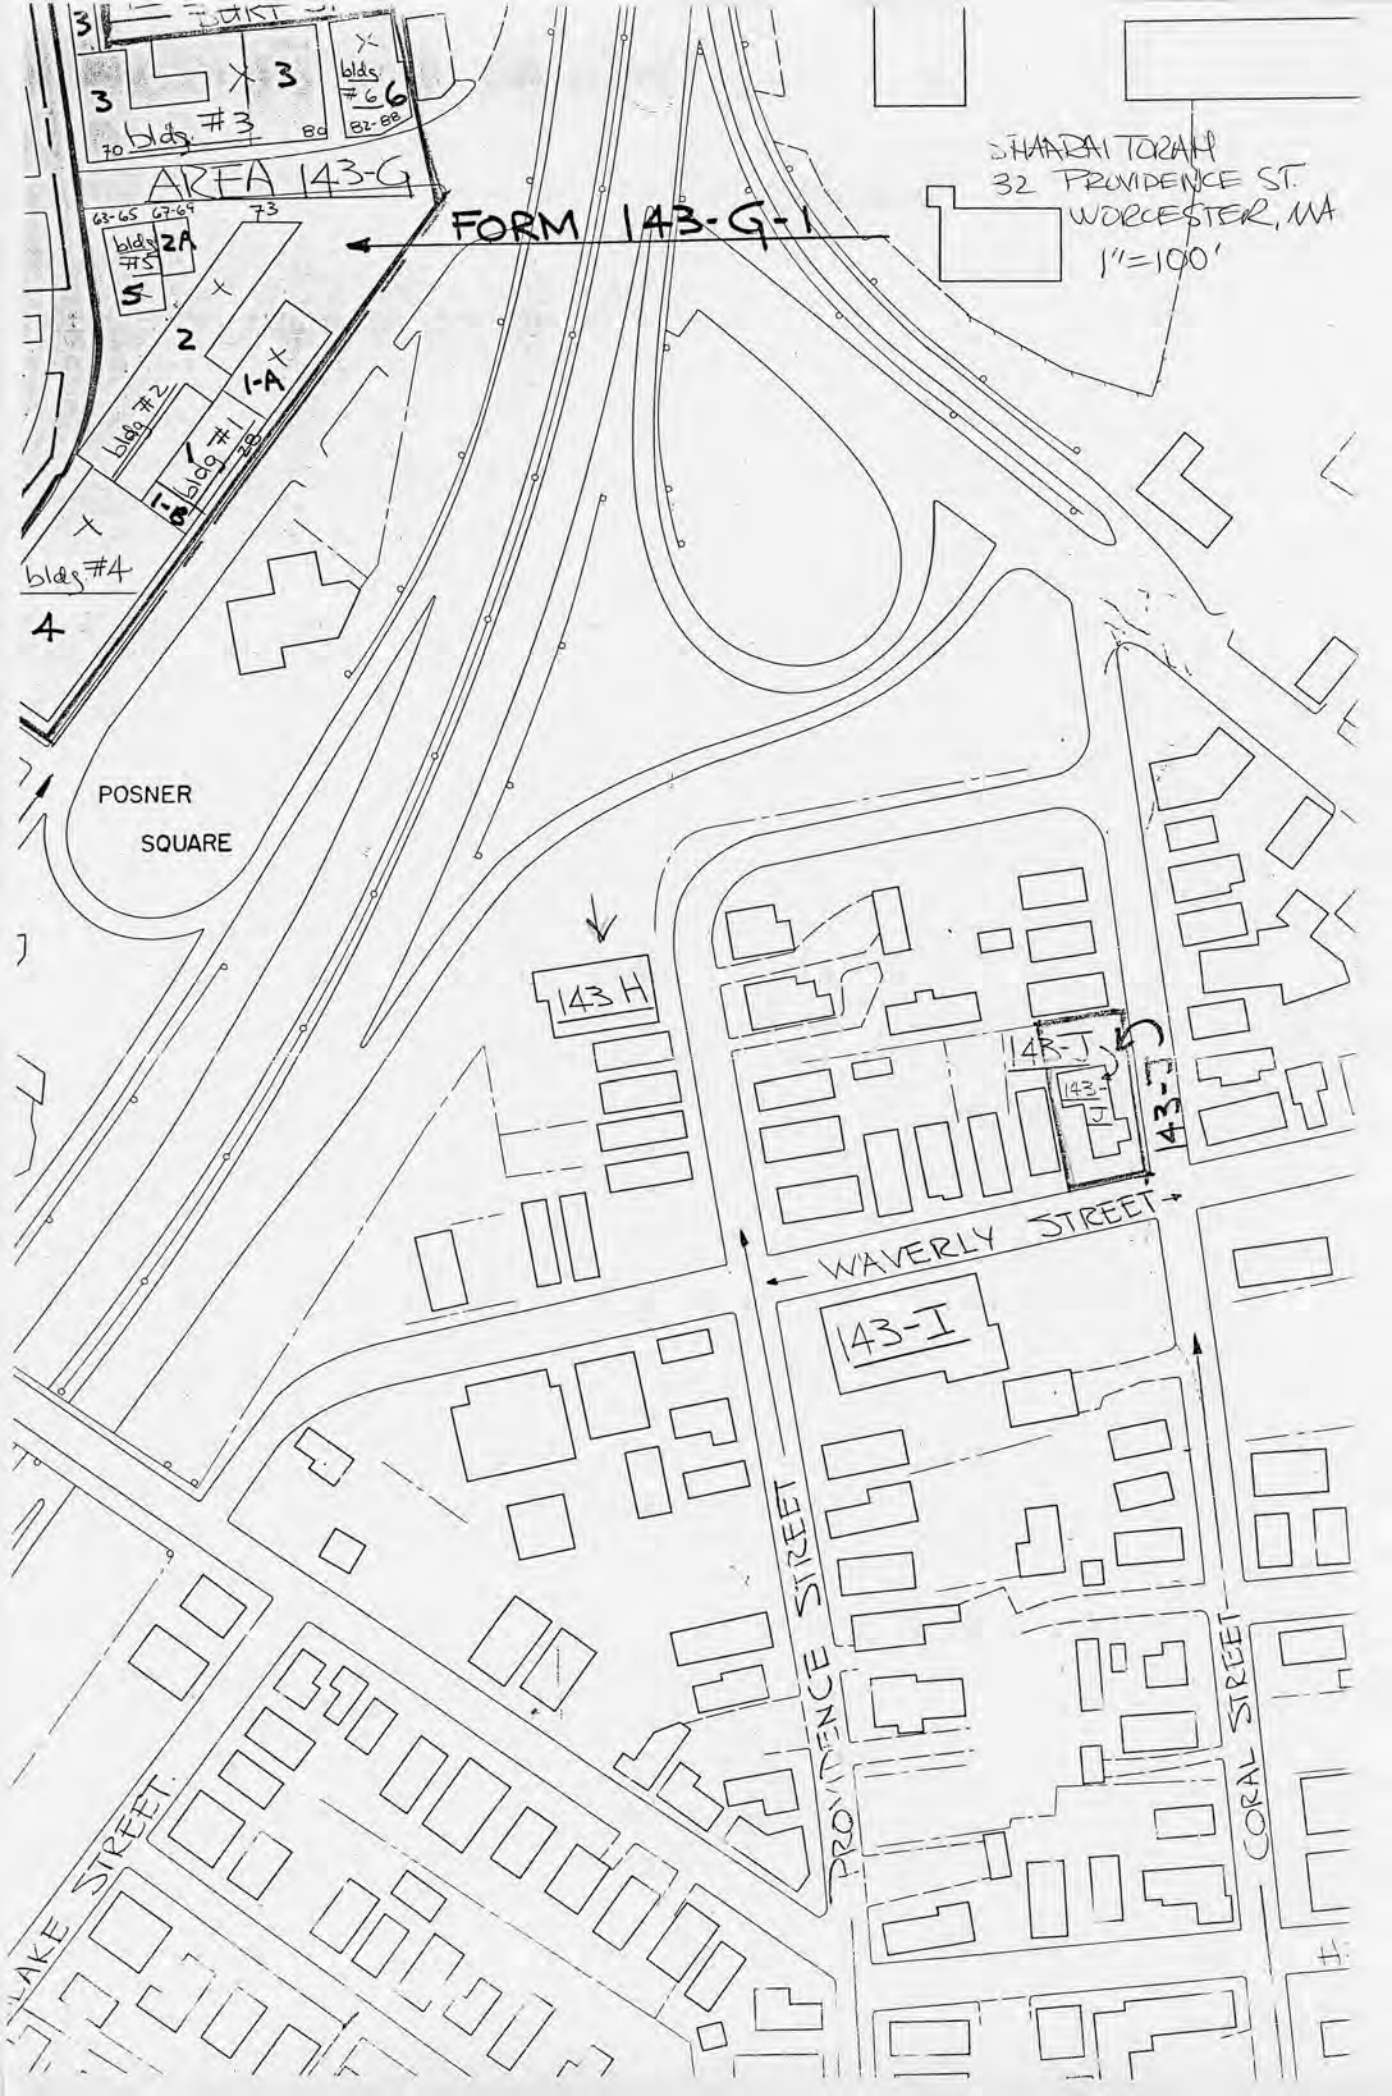 3
BURT ST.
3
3
bldg. #3
70
80
bldg.
#6
6
82-88
AREA 143-G
63-65 67-69
73
bldg
#5
2A
5
2
bldg #2
1-A
1
bldg #1
28
1-B
bldg #4
4
FORM 143-G-1
SHAARAI TORAH
32 PROVIDENCE ST.
WORCESTER, MA
1"=100'
POSNER
SQUARE
143 H
143-J
143-
J
143-J
WAVERLY STREET
143-I
PROVIDENCE STREET
CORAL STREET
LAKE STREET
H